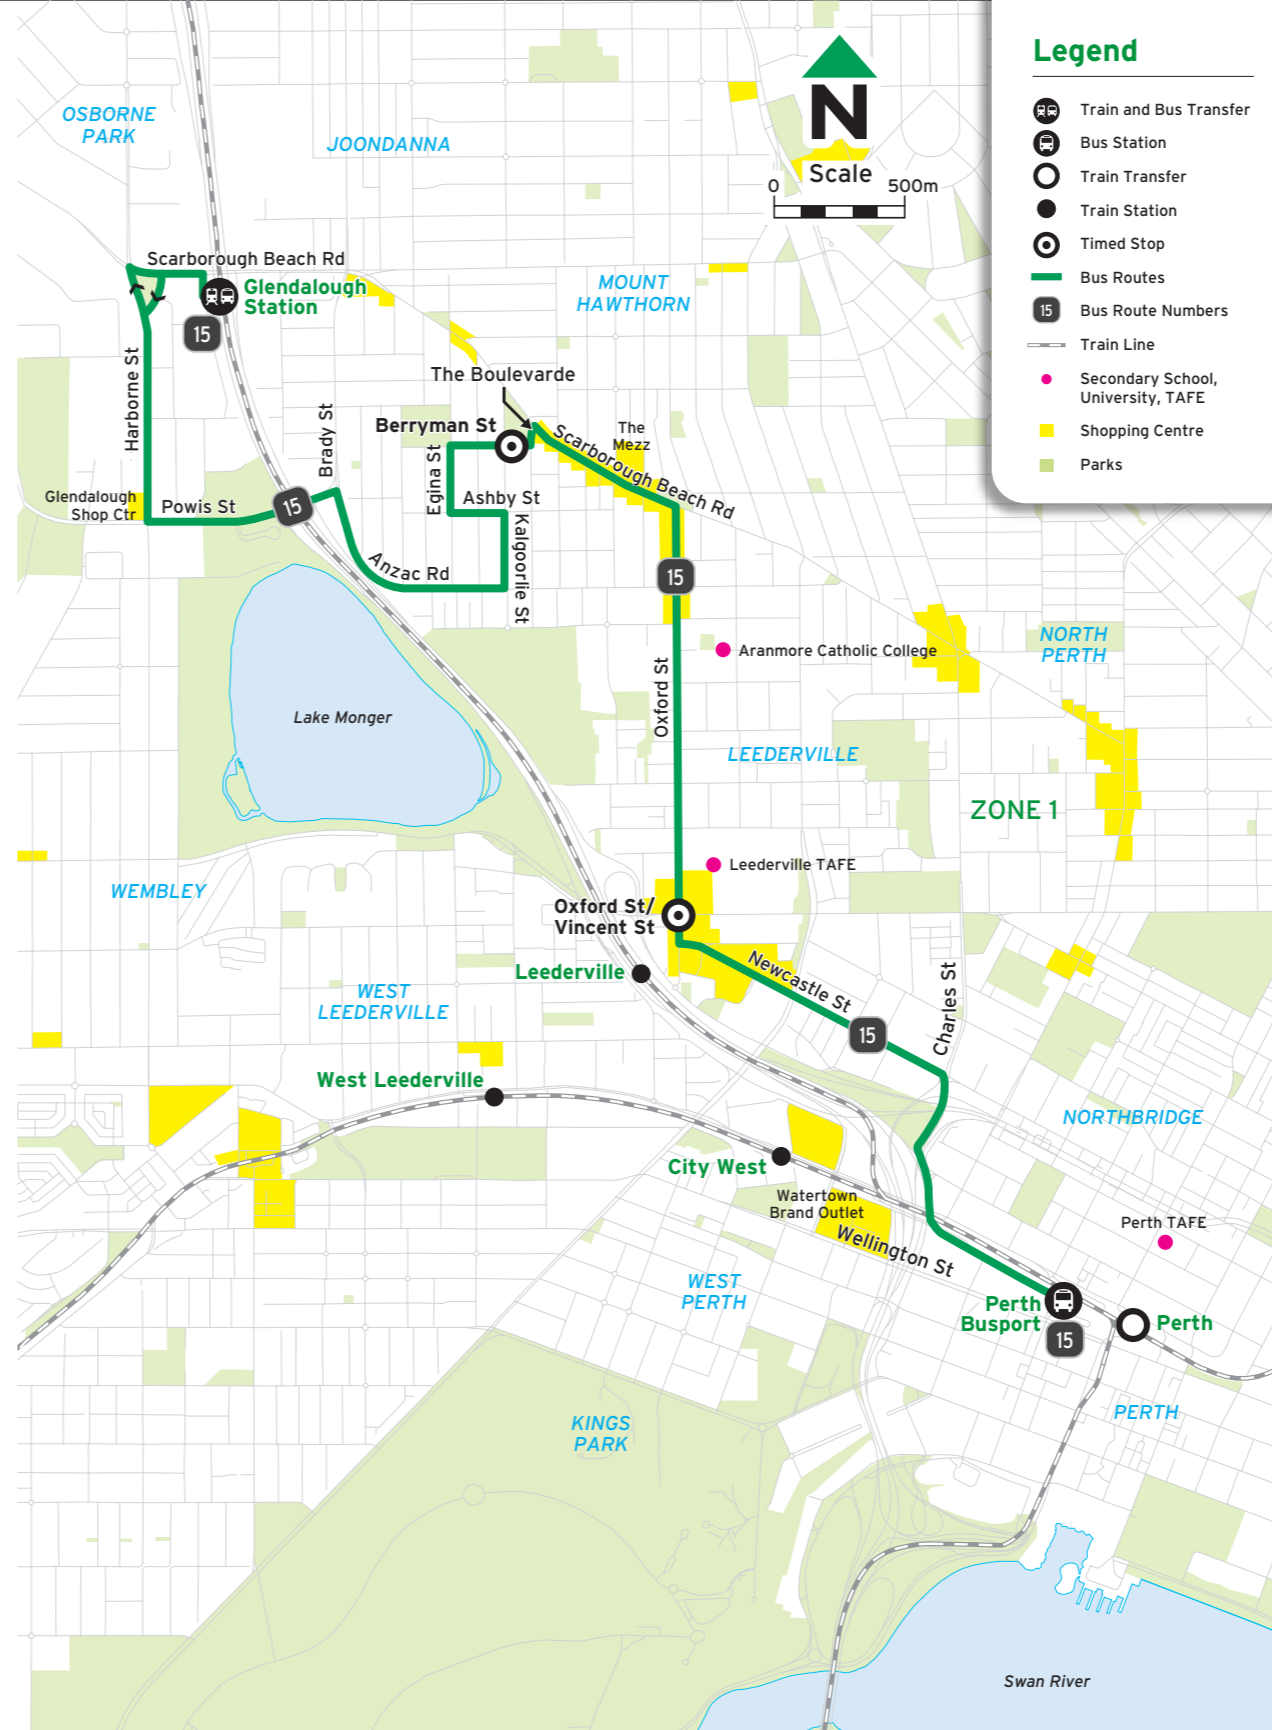 Legend
Train and Bus Transfer
Bus Station
Train Transfer
Train Station
Timed Stop
Bus Routes
15
Bus Route Numbers
Train Line
Secondary School,
University, TAFE
Shopping Centre
Parks
N
Scale
0
500m
OSBORNE
PARK
JOONDANNA
Scarborough Beach Rd
Glendalough
Station
15
MOUNT
HAWTHORN
Harborne St
The Boulevarde
Brady St
Berryman St
Egina St
The
Mezz
Scarborough Beach Rd
Glendalough
Shop Ctr
Powis St
15
Ashby St
Kalgoorlie St
Anzac Rd
15
Oxford St
Aranmore Catholic College
NORTH
PERTH
Lake Monger
LEEDERVILLE
ZONE 1
Leederville TAFE
WEMBLEY
Oxford St/
Vincent St
Leederville
Newcastle St
Charles St
WEST
LEEDERVILLE
15
West Leederville
NORTHBRIDGE
City West
Watertown
Brand Outlet
Wellington St
Perth TAFE
WEST
PERTH
Perth
Busport
15
Perth
KINGS
PARK
PERTH
Swan River